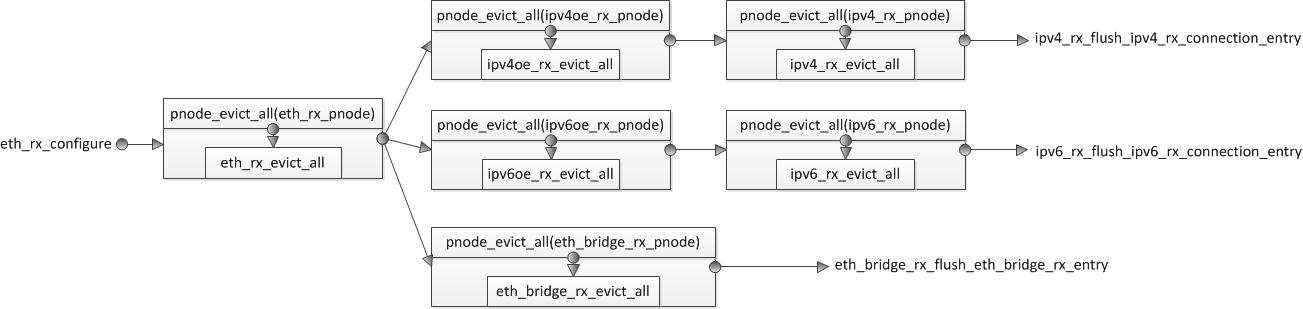 eth_rx_configure
pnode_evict_all(eth_rx_pnode)
eth_rx_evict_all
pnode_evict_all(ipv4oe_rx_pnode)
ipv4oe_rx_evict_all
pnode_evict_all(ipv4_rx_pnode)
ipv4_rx_evict_all
ipv4_rx_flush_ipv4_rx_connection_entry
pnode_evict_all(ipv6oe_rx_pnode)
ipv6oe_rx_evict_all
pnode_evict_all(ipv6_rx_pnode)
ipv6_rx_evict_all
ipv6_rx_flush_ipv6_rx_connection_entry
pnode_evict_all(eth_bridge_rx_pnode)
eth_bridge_rx_evict_all
eth_bridge_rx_flush_eth_bridge_rx_entry